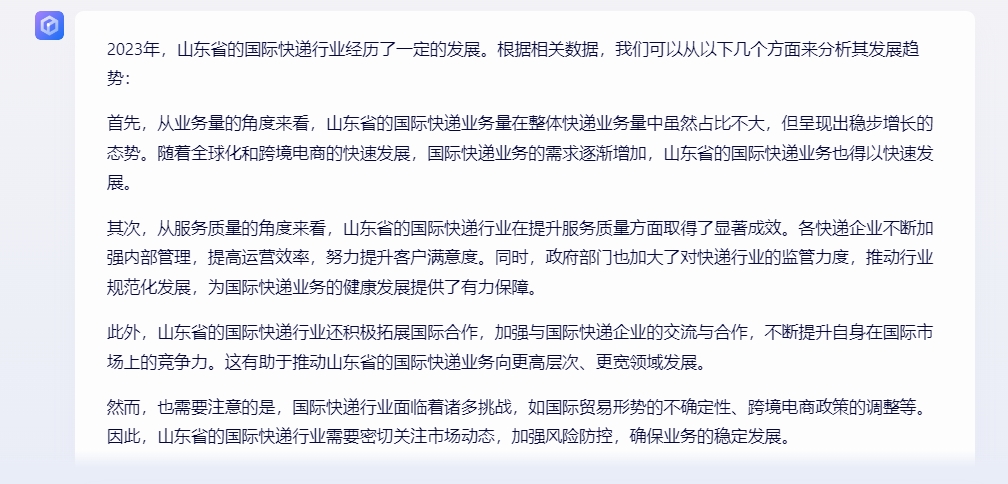 2023年，山东省的国际快递行业经历了一定的发展。根据相关数据，我们可以从以下几个方面来分析其发展趋
势：
首先，从业务量的角度来看，山东省的国际快递业务量在整体快递业务量中虽然占比不大，但呈现出稳步增长的
态势。随着全球化和跨境电商的快速发展，国际快递业务的需求逐渐增加，山东省的国际快递业务也得以快速发
展。
其次，从服务质量的角度来看，山东省的国际快递行业在提升服务质量方面取得了显著成效。各快递企业不断加
强内部管理，提高运营效率，努力提升客户满意度。同时，政府部门也加大了对快递行业的监管力度，推动行业
规范化发展，为国际快递业务的健康发展提供了有力保障。
此外，山东省的国际快递行业还积极拓展国际合作，加强与国际快递企业的交流与合作，不断提升自身在国际市
场上的竞争力。这有助于推动山东省的国际快递业务向更高层次、更宽领域发展。
然而，也需要注意的是，国际快递行业面临着诸多挑战，如国际贸易形势的不确定性、跨境电商政策的调整等。
因此，山东省的国际快递行业需要密切关注市场动态，加强风险防控，确保业务的稳定发展。